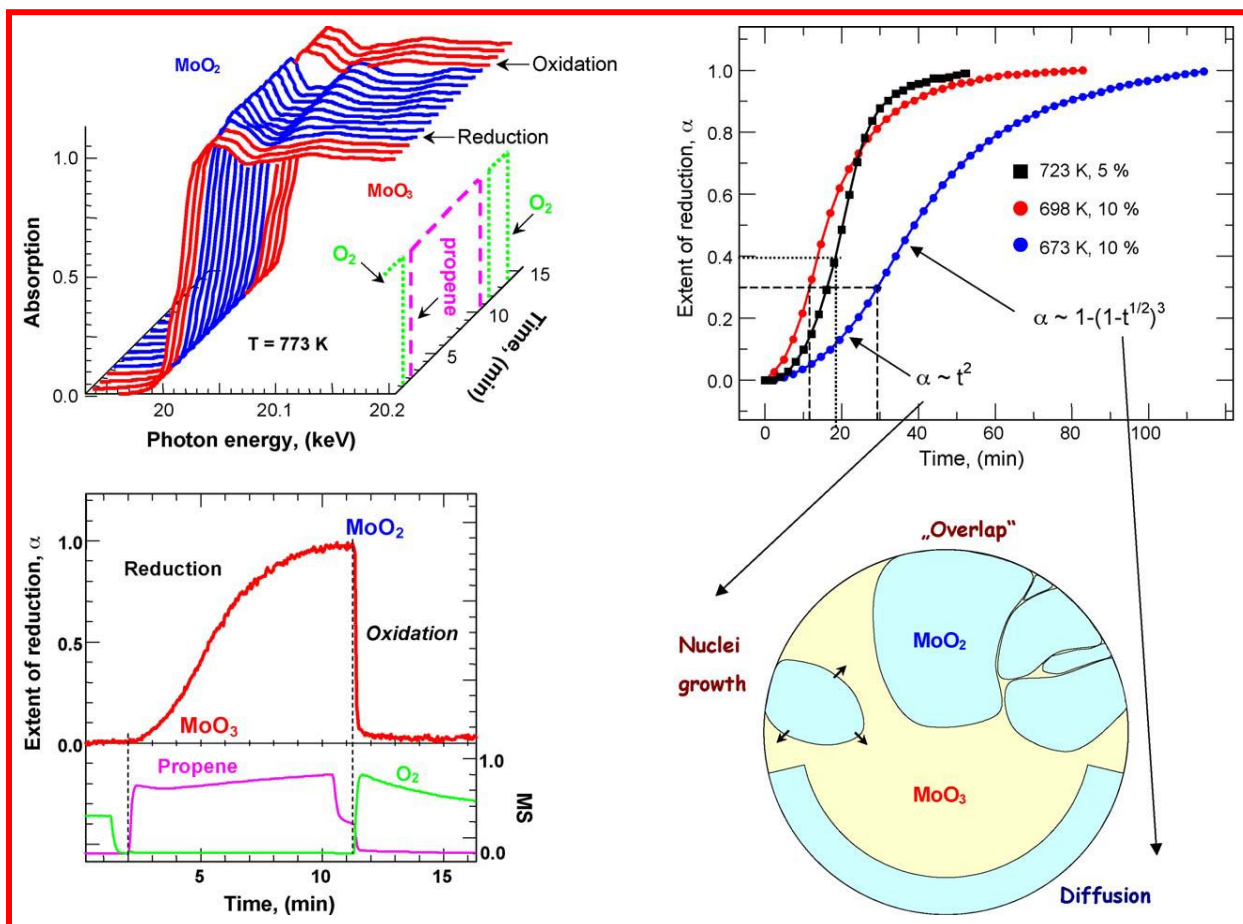 MoO₂
Oxidation
Reduction
MoO₃
1.0
0.5
0.0
Absorption
O₂
propene
O₂
T = 773 K
5
10
15
Time, (min)
20
20.1
20.2
Photon energy, (keV)
1.0
0.8
0.6
0.4
0.2
0.0
Extent of reduction, α
723 K, 5 %
698 K, 10 %
673 K, 10 %
α ~ 1-(1-t^1/2)^3
α ~ t²
0
20
40
60
80
100
Time, (min)
MoO₂
1.0
0.5
0.0
Extent of reduction, α
Reduction
Oxidation
MoO₃
Propene
O₂
1.0
0.0
MS
5
10
15
Time, (min)
„Overlap“
Nuclei
growth
MoO₂
MoO₃
Diffusion